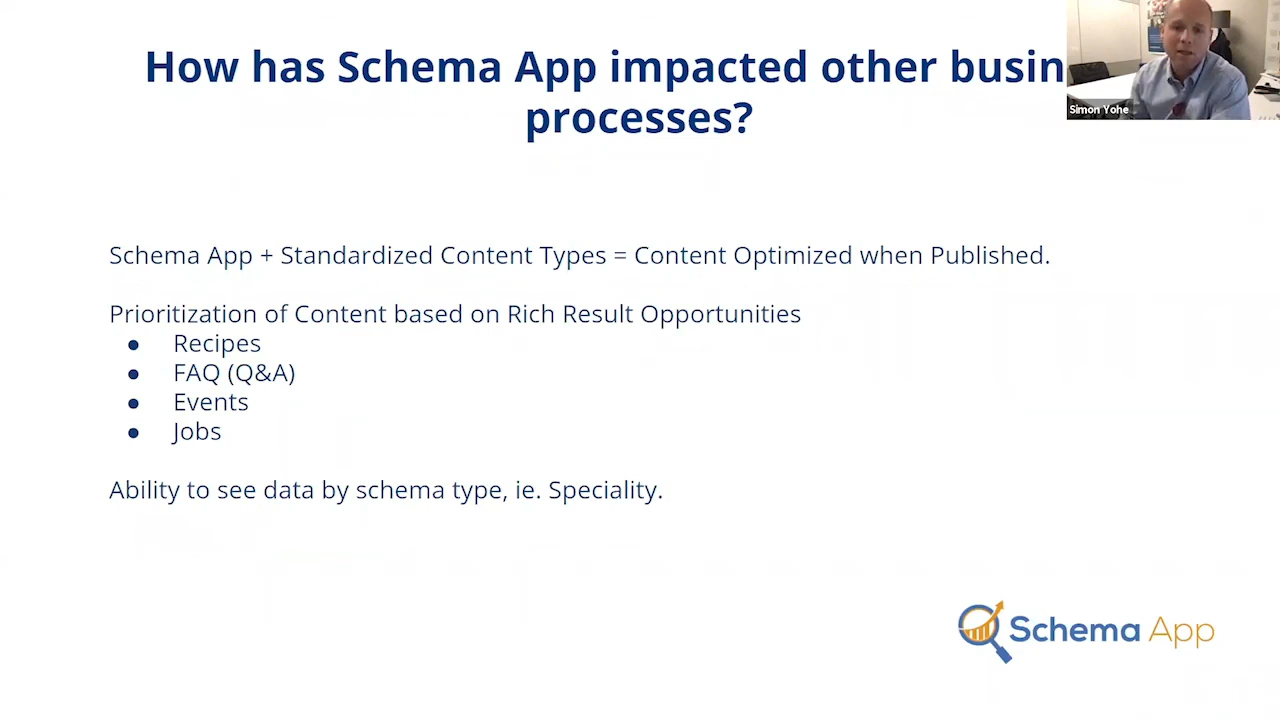 How has Schema App impacted other busin
processes?
Simon Yohe
Schema App + Standardized Content Types = Content Optimized when Published.
Prioritization of Content based on Rich Result Opportunities
● Recipes
● FAQ (Q&A)
● Events
● Jobs
Ability to see data by schema type, ie. Speciality.
Schema App